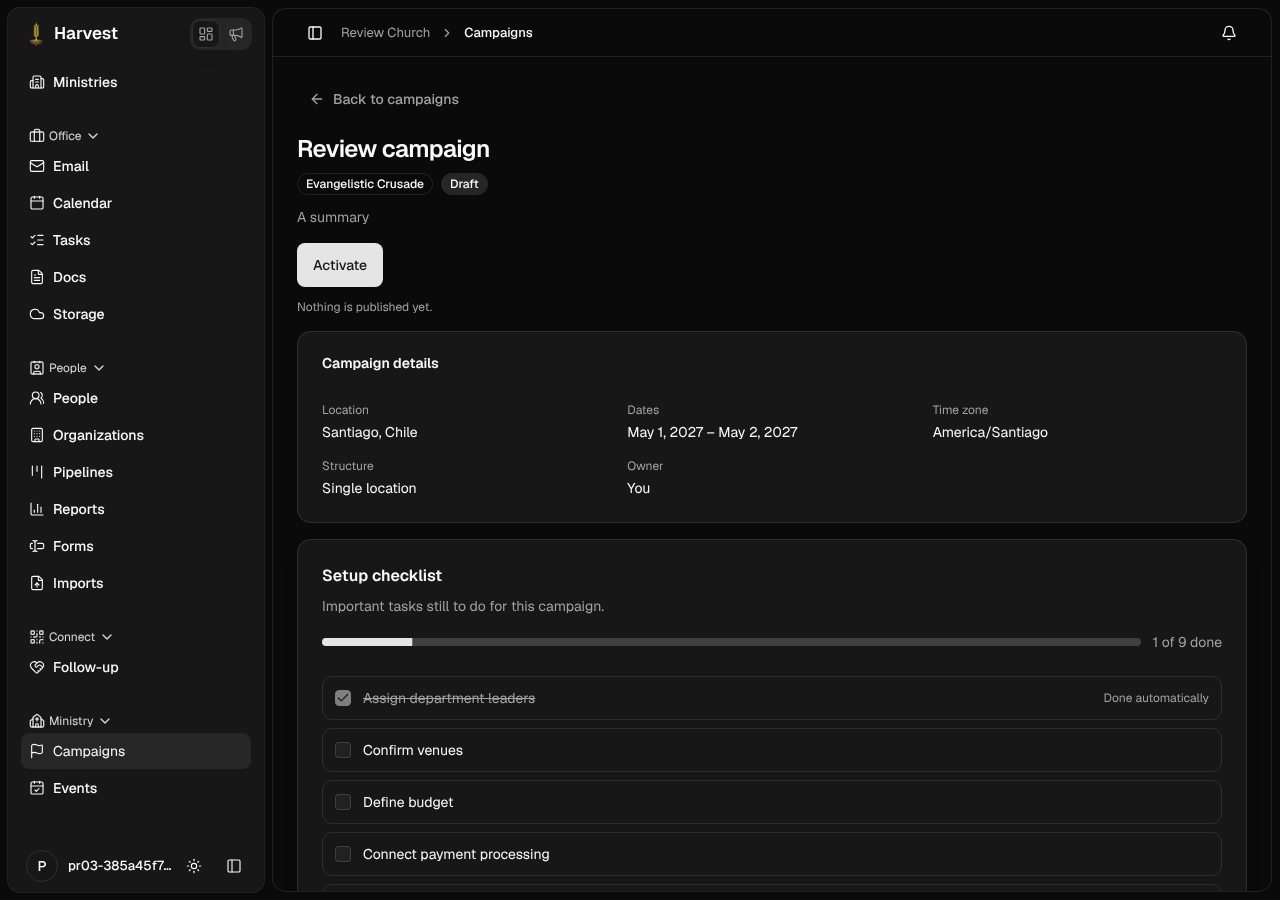 Harvest
Ministries
Office
Email
Calendar
Tasks
Docs
Storage
People
People
Organizations
Pipelines
Reports
Forms
Imports
Connect
Follow-up
Ministry
Campaigns
Events
P pr03-385a45f7...
Review Church > Campaigns
Back to campaigns
Review campaign
Evangelistic Crusade Draft
A summary
Activate
Nothing is published yet.
Campaign details
Location Dates Time zone
Santiago, Chile May 1, 2027 – May 2, 2027 America/Santiago
Structure Owner
Single location You
Setup checklist
Important tasks still to do for this campaign.
1 of 9 done
Assign department leaders Done automatically
Confirm venues
Define budget
Connect payment processing